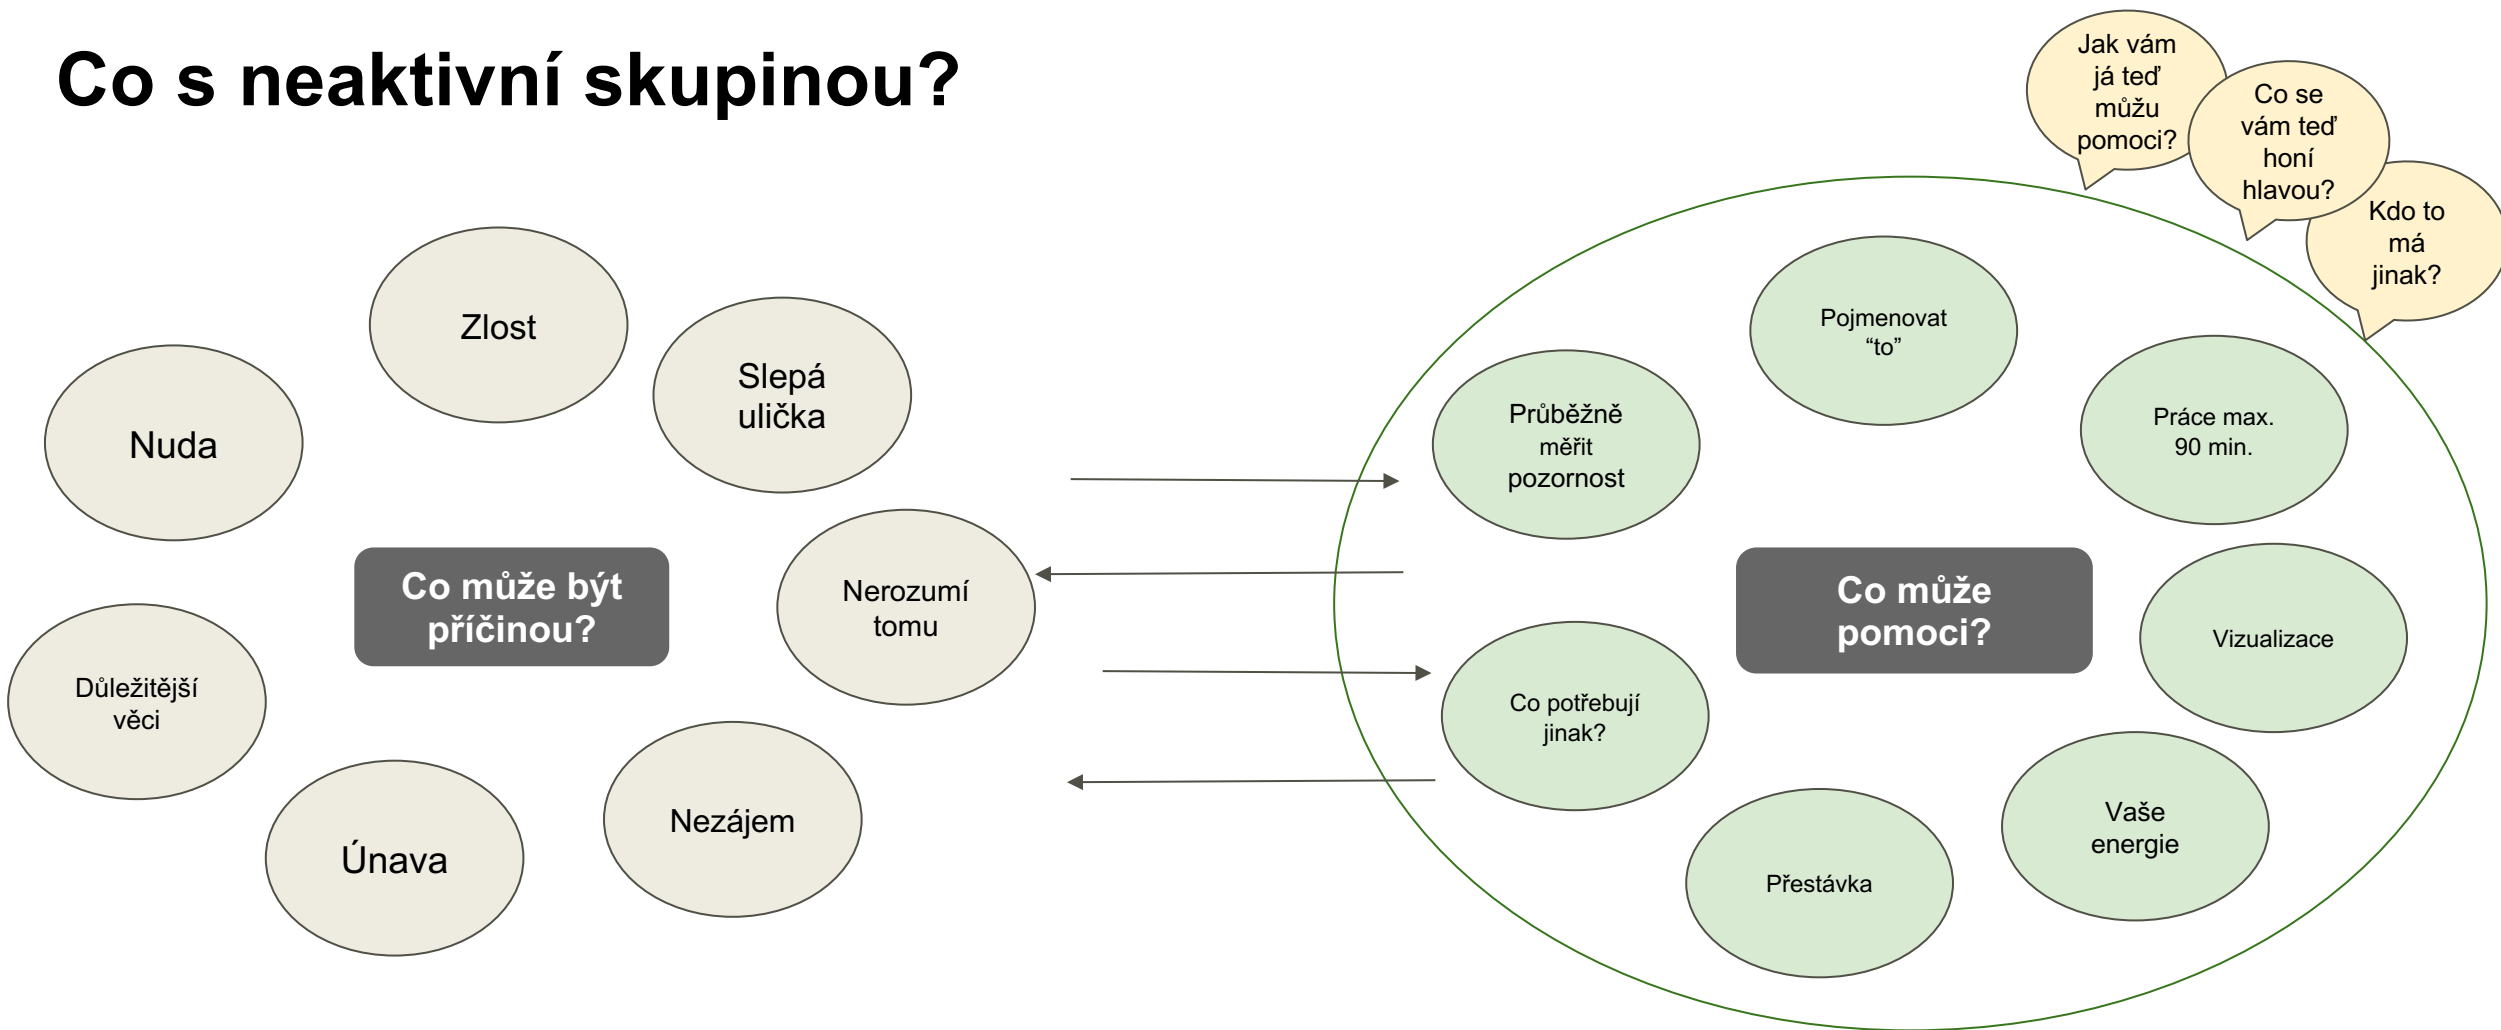 Co s neaktivní skupinou?
Jak vám
já teď
můžu
pomoci?
Co se
vám teď
honí
hlavou?
Kdo to
má
jinak?
Zlost
Slepá
ulička
Nuda
Co může být
příčinou?
Nerozumí
tomu
Důležitější
věci
Únava
Nezájem
Pojmenovat
“to”
Průběžně
měřit
pozornost
Práce max.
90 min.
Co může
pomoci?
Vizualizace
Co potřebují
jinak?
Vaše
energie
Přestávka